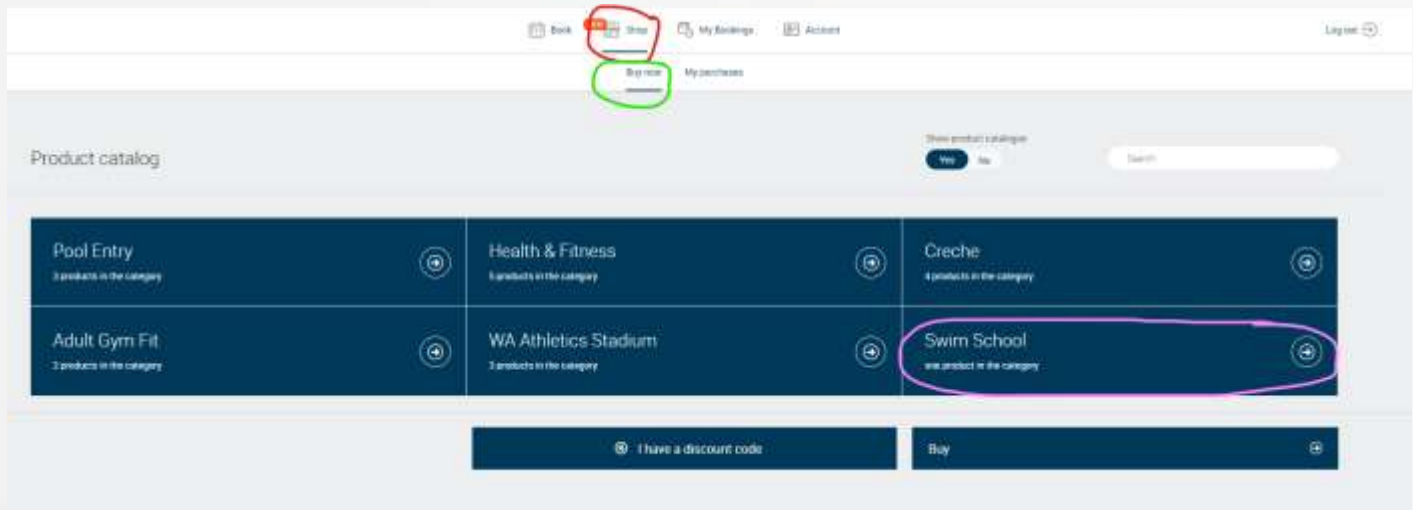 Book Shop My Bookings Account Log out
Buy now My purchases
Show product catalogue
Product catalog
Yes No Search
Pool Entry Health & Fitness Creche
3 products in the category 5 products in the category 4 products in the category
Adult Gym Fit WA Athletics Stadium Swim School
2 products in the category 3 products in the category one product in the category
I have a discount code Buy